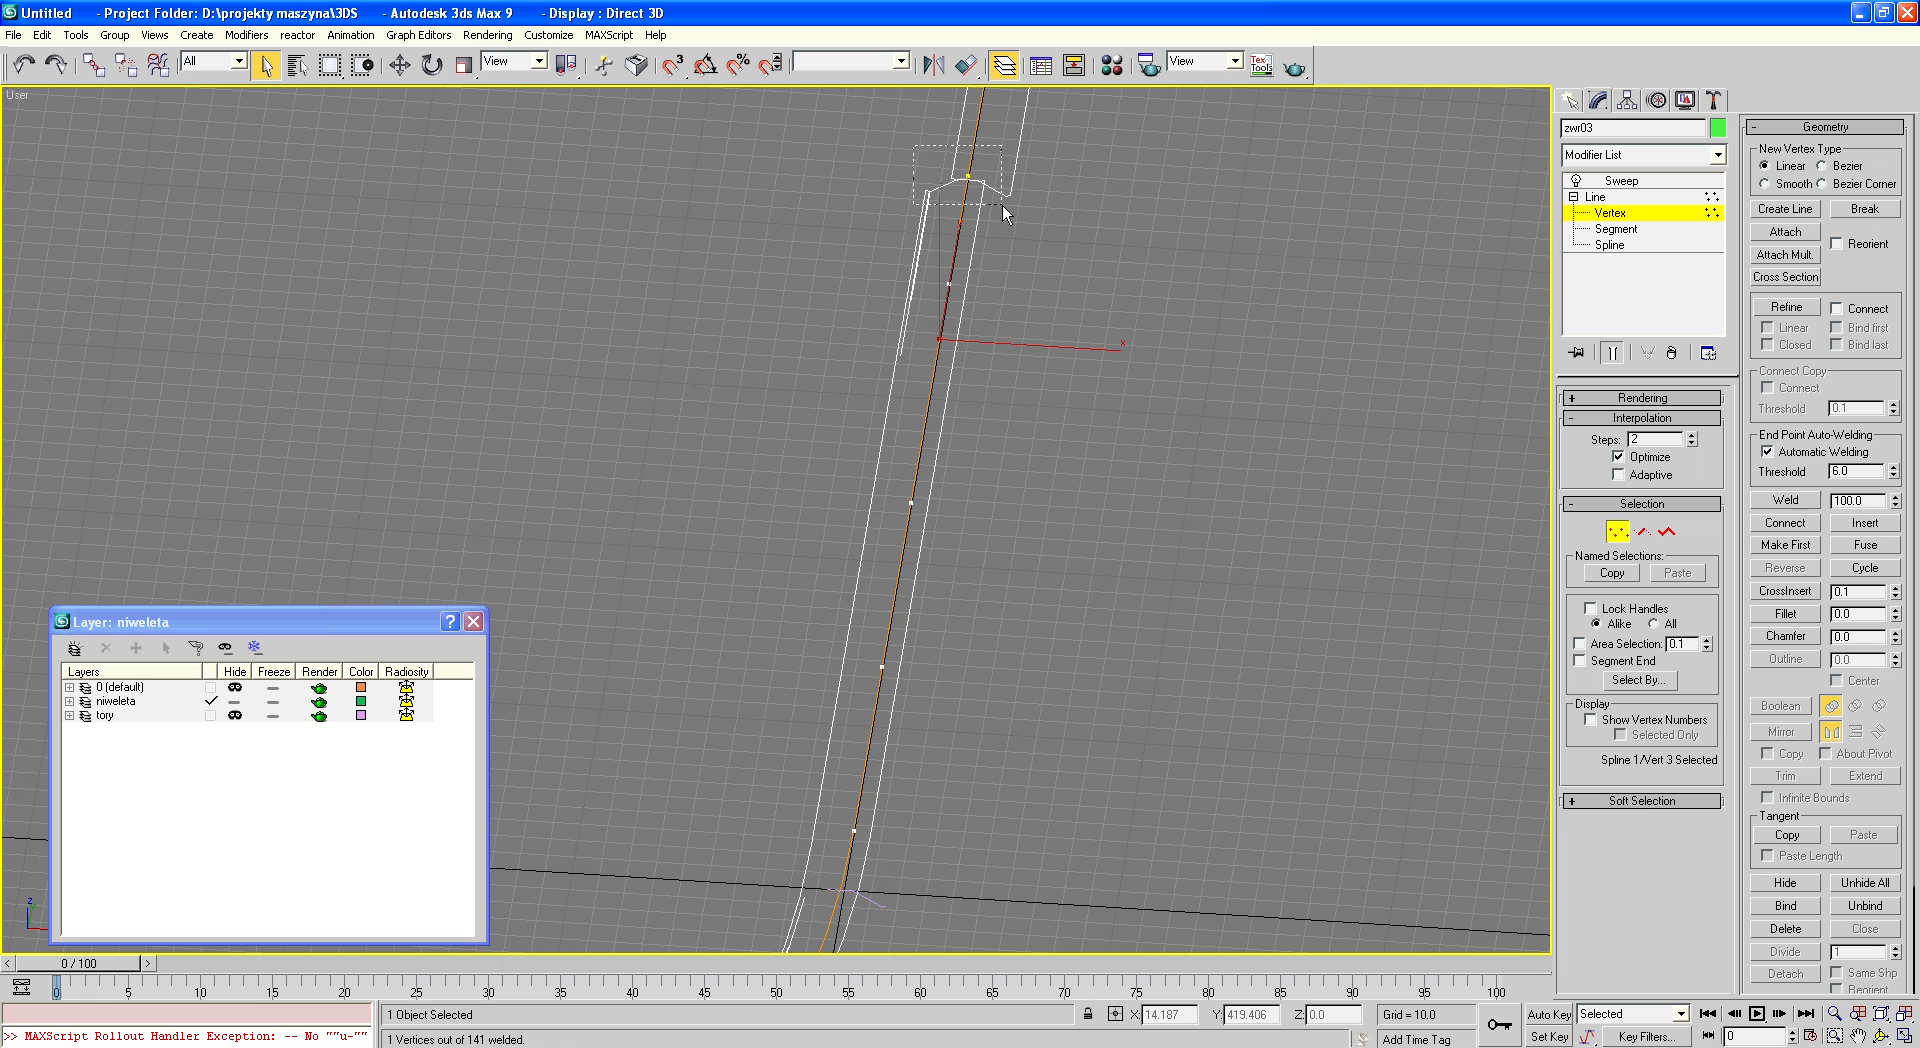 Untitled - Project Folder: D:\projekty maszyna\3DS - Autodesk 3ds Max 9 - Display : Direct 3D
File Edit Tools Group Views Create Modifiers reactor Animation Graph Editors Rendering Customize MAXScript Help
All View View Tex Tools
User
x
z
zwr03
Modifier List
Sweep
Line
Vertex
Segment
Spline
Rendering
Interpolation
Steps: 2
Optimize
Adaptive
Selection
Named Selections:
Copy Paste
Lock Handles
Alike All
Area Selection: 0.1
Segment End
Select By...
Display
Show Vertex Numbers
Selected Only
Spline 1/Vert 3 Selected
Soft Selection
Geometry
New Vertex Type
Linear Bezier
Smooth Bezier Corner
Create Line Break
Attach
Reorient
Attach Mult.
Cross Section
Refine Connect
Linear Bind first
Closed Bind last
Connect Copy
Connect
Threshold 0.1
End Point Auto-Welding
Automatic Welding
Threshold 6.0
Weld 100.0
Connect Insert
Make First Fuse
Reverse Cycle
CrossInsert 0.1
Fillet 0.0
Chamfer 0.0
Outline 0.0
Center
Boolean
Mirror
Copy About Pivot
Trim Extend
Infinite Bounds
Tangent
Copy Paste
Paste Length
Hide Unhide All
Bind Unbind
Delete Close
Divide 1
Detach Same Shp
Reorient
Layer: niweleta
Layers Hide Freeze Render Color Radiosity
0 (default)
niweleta
tory
0 / 100
0 5 10 15 20 25 30 35 40 45 50 55 60 65 70 75 80 85 90 95 100
1 Object Selected X: 14.187 Y: 419.406 Z: 0.0 Grid = 10.0 Auto Key Selected
>> MAXScript Rollout Handler Exception: -- No ""u-"" 1 Vertices out of 141 welded. Add Time Tag Set Key Key Filters... 0